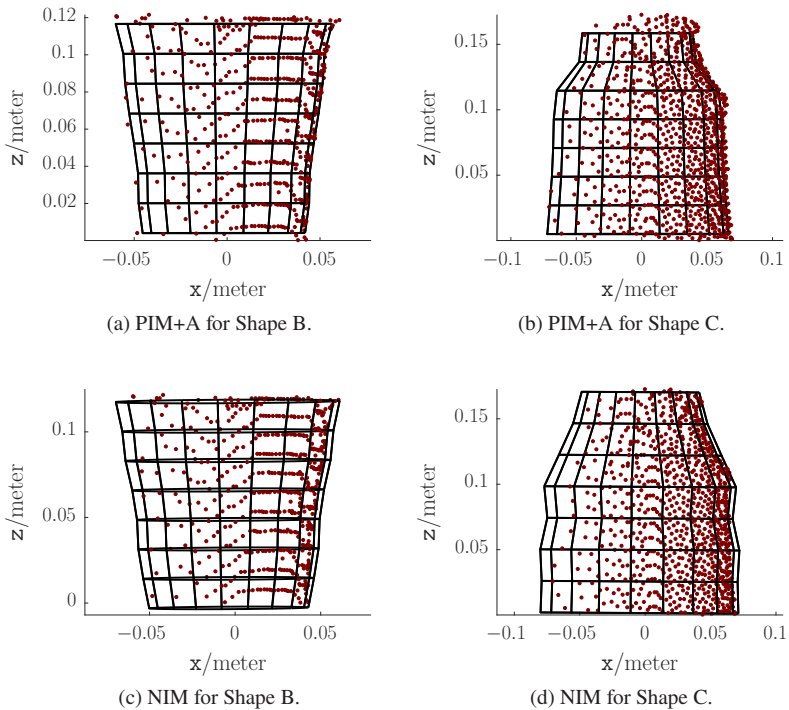 0.12
0.1
0.08
0.06
0.04
0.02
z/meter
−0.05
0
0.05
x/meter
(a) PIM+A for Shape B.
0.15
0.1
0.05
z/meter
−0.1
−0.05
0
0.05
0.1
x/meter
(b) PIM+A for Shape C.
0.1
0.05
0
z/meter
−0.05
0
0.05
x/meter
(c) NIM for Shape B.
0.15
0.1
0.05
z/meter
−0.1
−0.05
0
0.05
0.1
x/meter
(d) NIM for Shape C.